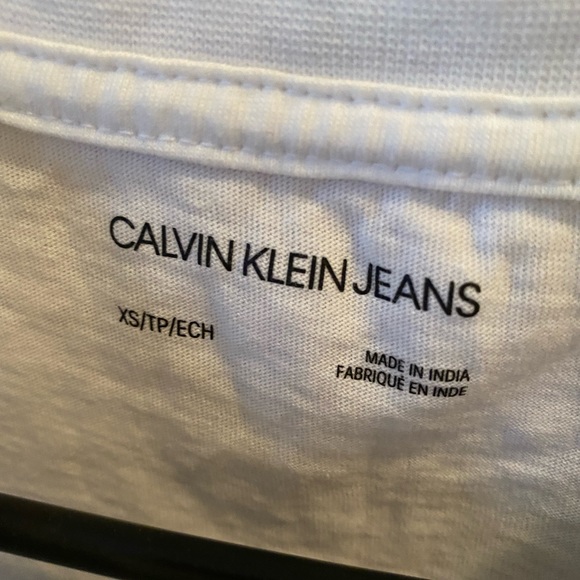 CALVIN KLEIN JEANS
XS/TP/ECH
MADE IN INDIA
FABRIQUÉ EN INDE